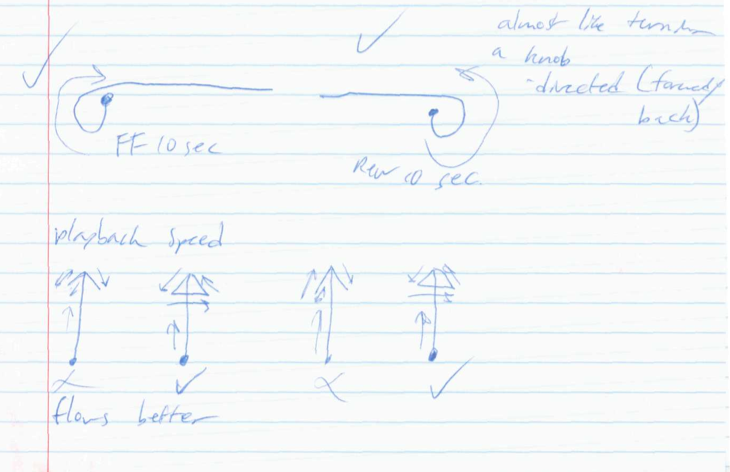 almost like turning
a knob
-directed (forward/
back)
FF 10 sec
Rew 10 sec.
playback speed
flows better